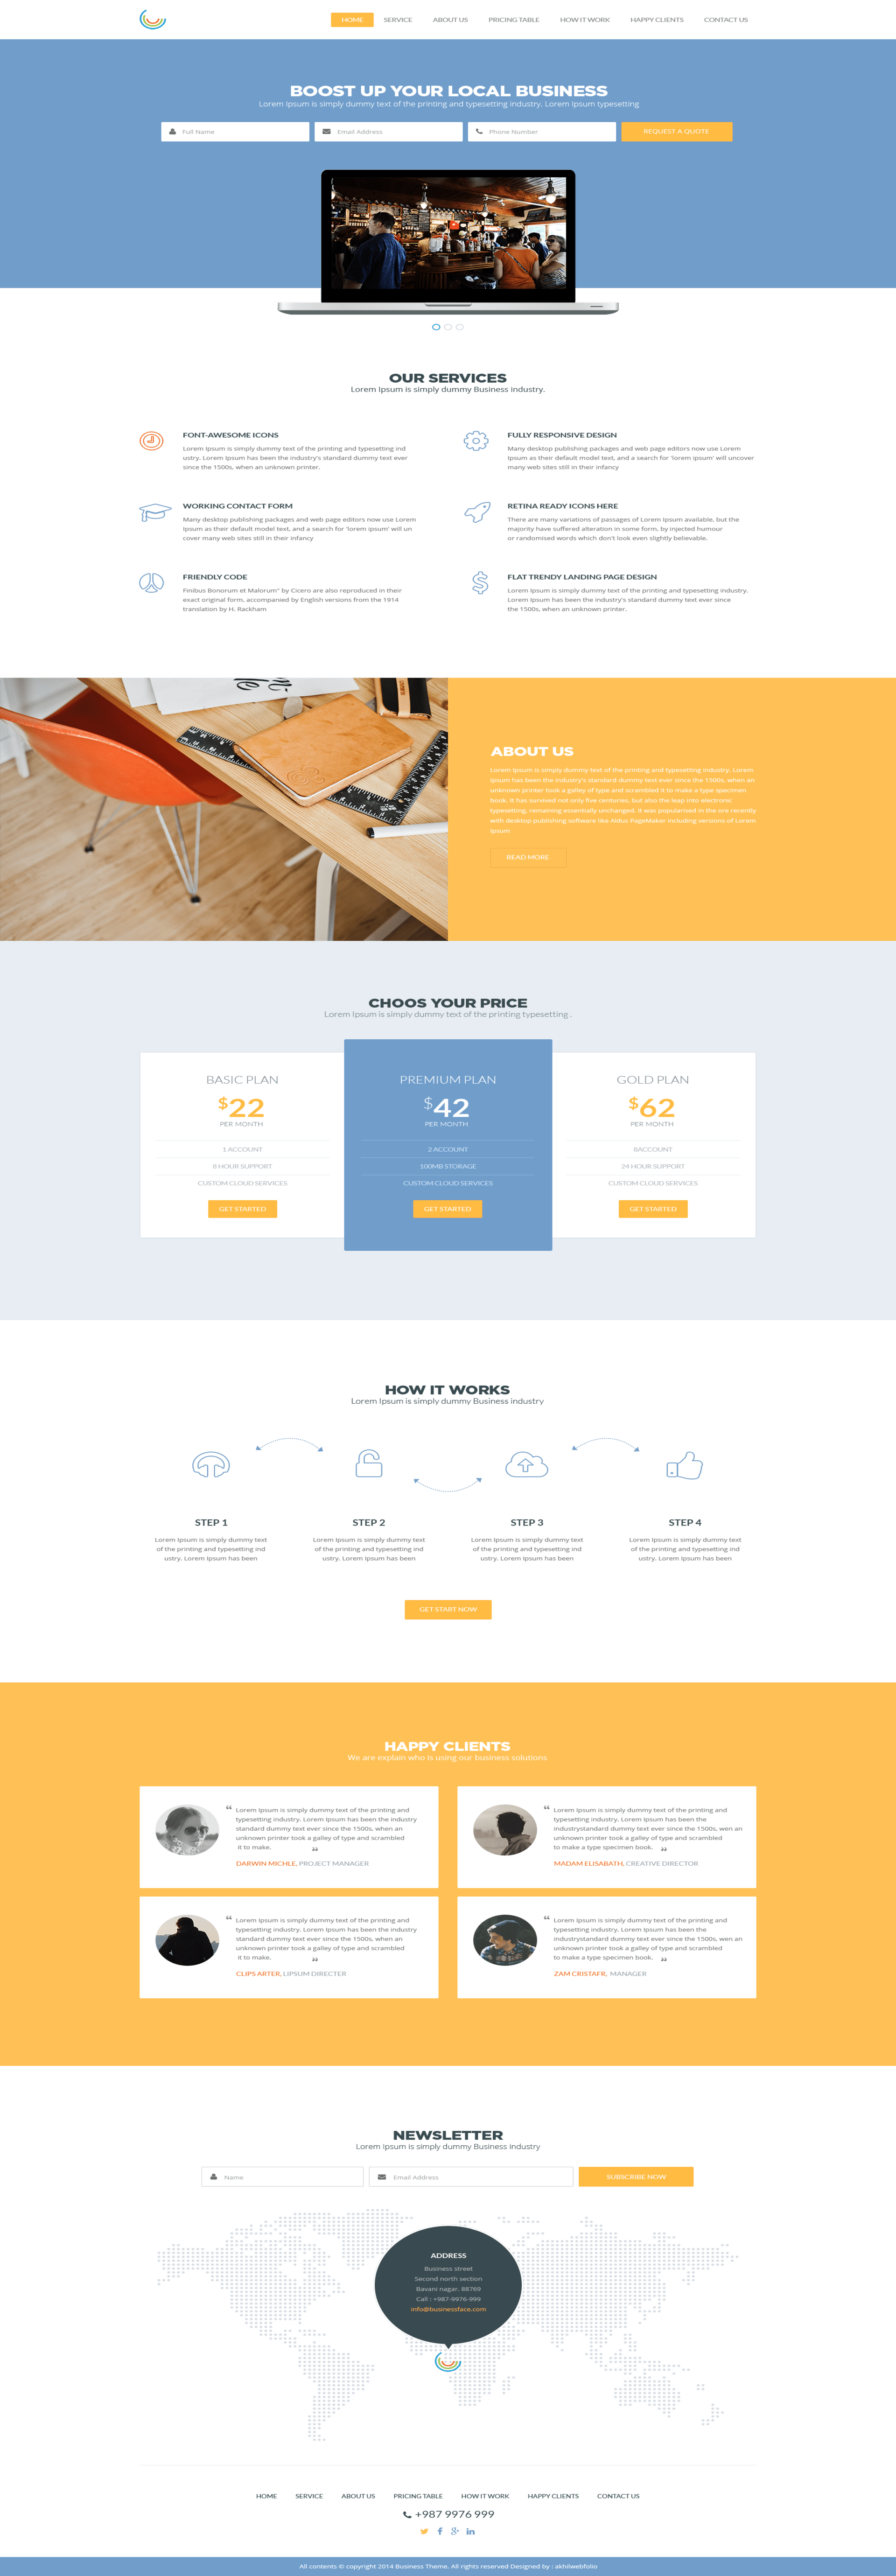 HOME SERVICE ABOUT US PRICING TABLE HOW IT WORK HAPPY CLIENTS CONTACT US
BOOST UP YOUR LOCAL BUSINESS
Lorem Ipsum is simply dummy text of the printing and typesetting industry. Lorem Ipsum typesetting
Full Name Email Address Phone Number REQUEST A QUOTE
OUR SERVICES
Lorem Ipsum is simply dummy Business industry.
FONT-AWESOME ICONS
Lorem Ipsum is simply dummy text of the printing and typesetting ind
ustry. Lorem Ipsum has been the industry's standard dummy text ever
since the 1500s, when an unknown printer.
FULLY RESPONSIVE DESIGN
Many desktop publishing packages and web page editors now use Lorem
Ipsum as their default model text, and a search for 'lorem ipsum' will uncover
many web sites still in their infancy
WORKING CONTACT FORM
Many desktop publishing packages and web page editors now use Lorem
Ipsum as their default model text, and a search for 'lorem ipsum' will un
cover many web sites still in their infancy
RETINA READY ICONS HERE
There are many variations of passages of Lorem Ipsum available, but the
majority have suffered alteration in some form, by injected humour
or randomised words which don't look even slightly believable.
FRIENDLY CODE
Finibus Bonorum et Malorum" by Cicero are also reproduced in their
exact original form, accompanied by English versions from the 1914
translation by H. Rackham
FLAT TRENDY LANDING PAGE DESIGN
Lorem Ipsum is simply dummy text of the printing and typesetting industry.
Lorem Ipsum has been the industry's standard dummy text ever since
the 1500s, when an unknown printer.
ABOUT US
Lorem Ipsum is simply dummy text of the printing and typesetting industry. Lorem
Ipsum has been the industry's standard dummy text ever since the 1500s, when an
unknown printer took a galley of type and scrambled it to make a type specimen
book. It has survived not only five centuries, but also the leap into electronic
typesetting, remaining essentially unchanged. It was popularised in the ore recently
with desktop publishing software like Aldus PageMaker including versions of Lorem
Ipsum
READ MORE
CHOOS YOUR PRICE
Lorem Ipsum is simply dummy text of the printing typesetting .
BASIC PLAN
$22
PER MONTH
1 ACCOUNT
8 HOUR SUPPORT
CUSTOM CLOUD SERVICES
GET STARTED
PREMIUM PLAN
$42
PER MONTH
2 ACCOUNT
100MB STORAGE
CUSTOM CLOUD SERVICES
GET STARTED
GOLD PLAN
$62
PER MONTH
8ACCOUNT
24 HOUR SUPPORT
CUSTOM CLOUD SERVICES
GET STARTED
HOW IT WORKS
Lorem Ipsum is simply dummy Business industry
STEP 1
Lorem Ipsum is simply dummy text
of the printing and typesetting ind
ustry. Lorem Ipsum has been
STEP 2
Lorem Ipsum is simply dummy text
of the printing and typesetting ind
ustry. Lorem Ipsum has been
STEP 3
Lorem Ipsum is simply dummy text
of the printing and typesetting ind
ustry. Lorem Ipsum has been
STEP 4
Lorem Ipsum is simply dummy text
of the printing and typesetting ind
ustry. Lorem Ipsum has been
GET START NOW
HAPPY CLIENTS
We are explain who is using our business solutions
“ Lorem Ipsum is simply dummy text of the printing and
typesetting industry. Lorem Ipsum has been the industry
standard dummy text ever since the 1500s, when an
unknown printer took a galley of type and scrambled
it to make. ”
DARWIN MICHLE, PROJECT MANAGER
“ Lorem Ipsum is simply dummy text of the printing and
typesetting industry. Lorem Ipsum has been the
industrystandard dummy text ever since the 1500s, wen an
unknown printer took a galley of type and scrambled
to make a type specimen book. ”
MADAM ELISABATH, CREATIVE DIRECTOR
“ Lorem Ipsum is simply dummy text of the printing and
typesetting industry. Lorem Ipsum has been the industry
standard dummy text ever since the 1500s, when an
unknown printer took a galley of type and scrambled
it to make. ”
CLIPS ARTER, LIPSUM DIRECTER
“ Lorem Ipsum is simply dummy text of the printing and
typesetting industry. Lorem Ipsum has been the
industrystandard dummy text ever since the 1500s, wen an
unknown printer took a galley of type and scrambled
to make a type specimen book. ”
ZAM CRISTAFR, MANAGER
NEWSLETTER
Lorem Ipsum is simply dummy Business industry
Name Email Address SUBSCRIBE NOW
ADDRESS
Business street
Second north section
Bavani nagar. 88769
Call : +987-9976-999
info@businessface.com
HOME SERVICE ABOUT US PRICING TABLE HOW IT WORK HAPPY CLIENTS CONTACT US
+987 9976 999
All contents © copyright 2014 Business Theme. All rights reserved Designed by : akhilwebfolio